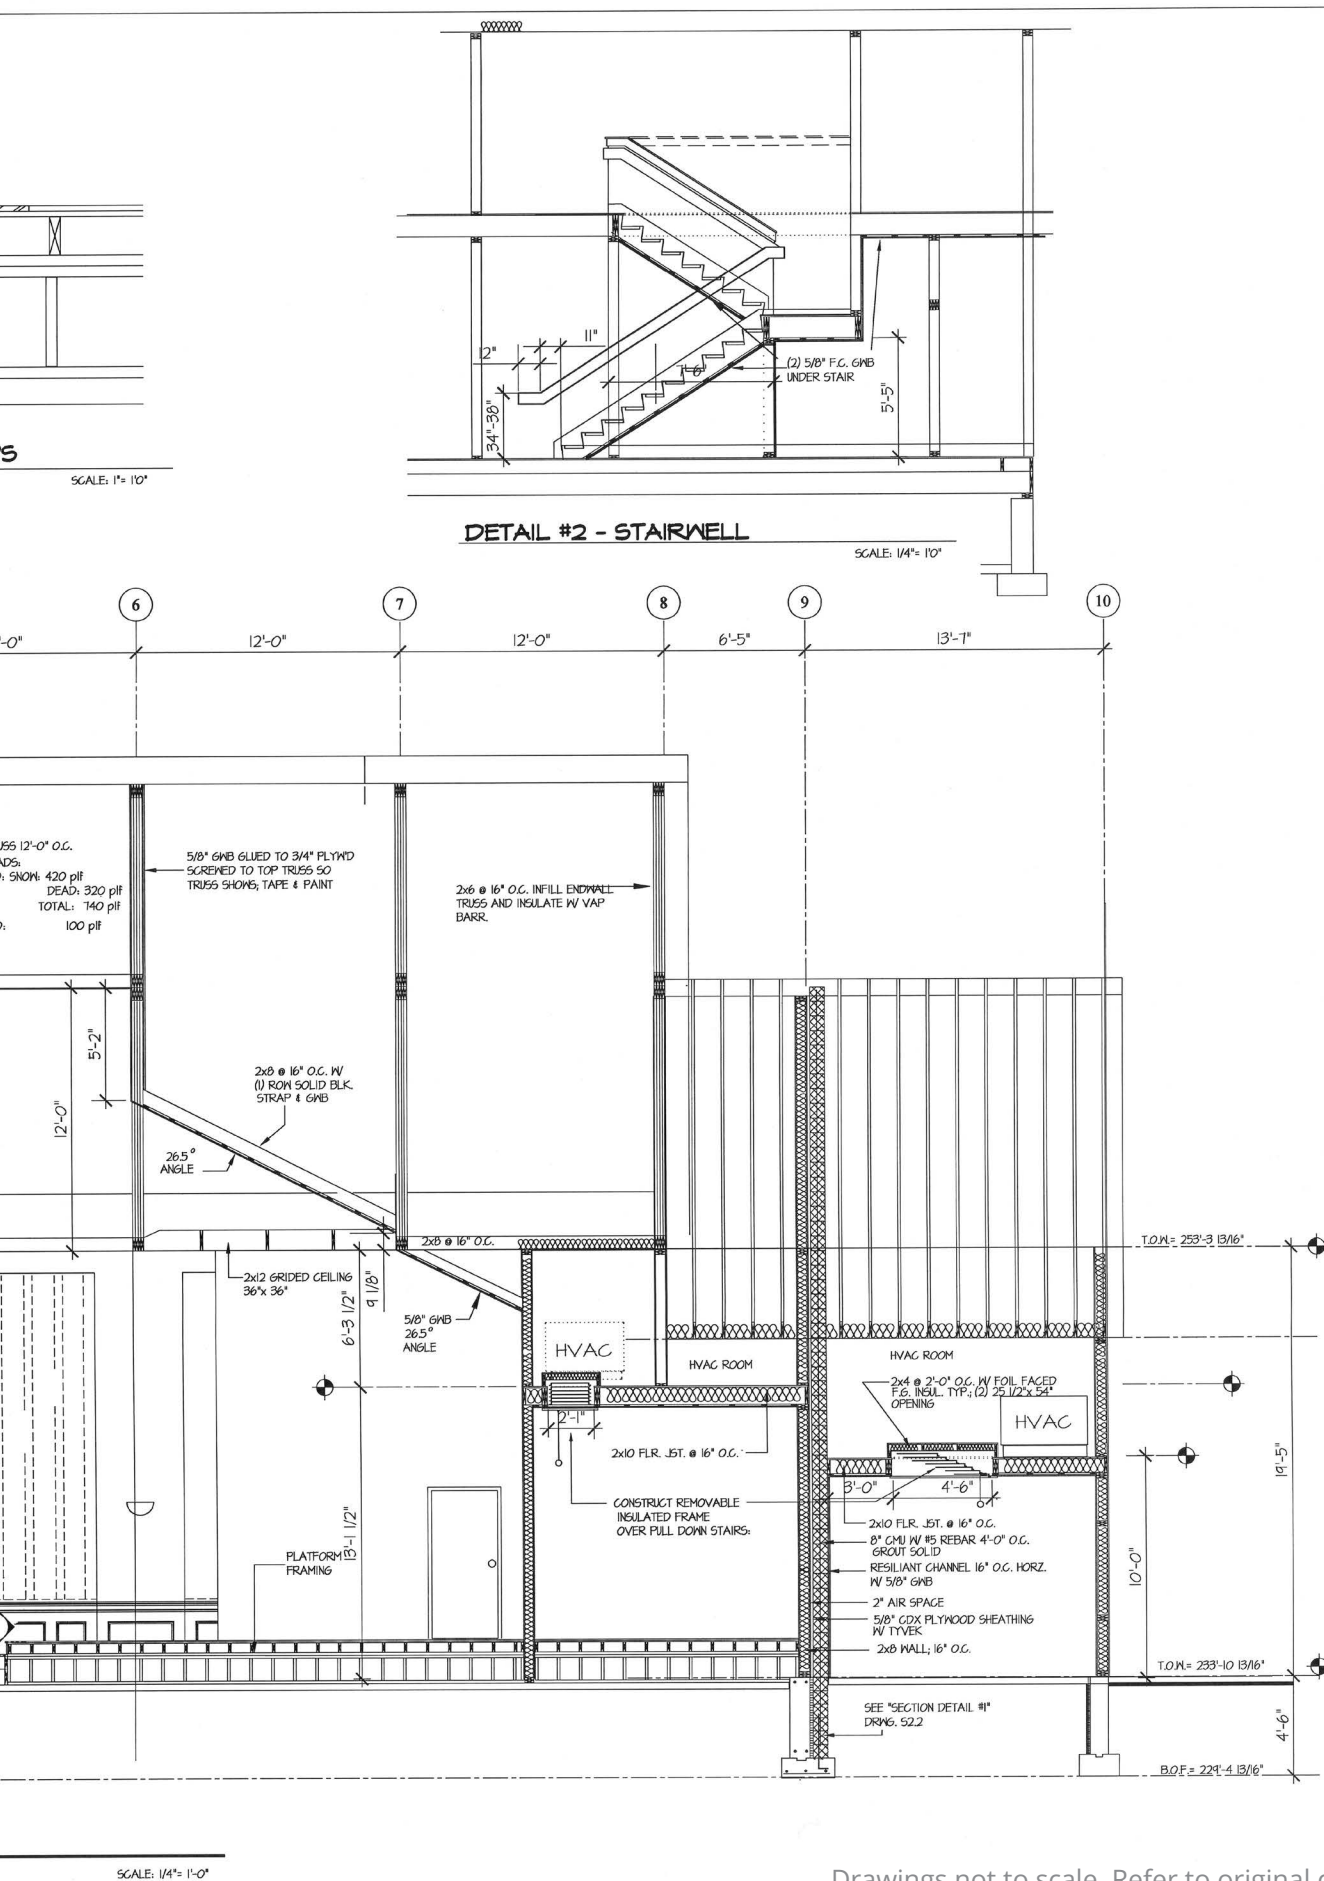 12"
11"
34"-38"
(2) 5/8" F.C. GWB
UNDER STAIR
5'-5"
SCALE: 1"= 1'0"
DETAIL #2 - STAIRWELL
SCALE: 1/4"= 1'0"
6
7
8
9
10
12'-0"
12'-0"
6'-5"
13'-7"
12'-0" O.C.
SNOW: 420 plf
DEAD: 320 plf
TOTAL: 740 plf
100 plf
5/8" GWB GLUED TO 3/4" PLYW'D
SCREWED TO TOP TRUSS SO
TRUSS SHOWS; TAPE & PAINT
2x6 @ 16" O.C. INFILL ENDWALL
TRUSS AND INSULATE W/ VAP
BARR.
5'-2"
12'-0"
2x8 @ 16" O.C. W/
(1) ROW SOLID BLK.
STRAP & GWB
26.5°
ANGLE
2x8 @ 16" O.C.
T.O.W.= 253'-3 13/16"
2x12 GRIDED CEILING
36"x 36"
9 1/8"
6'-3 1/2"
5/8" GWB
26.5°
ANGLE
HVAC
HVAC ROOM
HVAC ROOM
2x4 @ 2'-0" O.C. W/ FOIL FACED
F.G. INSUL. TYP.; (2) 25 1/2"x 54"
OPENING
HVAC
2'-1"
2x10 FLR. JST. @ 16" O.C.
3'-0"
4'-6"
19'-5"
CONSTRUCT REMOVABLE
INSULATED FRAME
OVER PULL DOWN STAIRS:
2x10 FLR. JST. @ 16" O.C.
8" CMU W/ #5 REBAR 4'-0" O.C.
GROUT SOLID
RESILIANT CHANNEL 16" O.C. HORZ.
W/ 5/8" GWB
2" AIR SPACE
5/8" CDX PLYWOOD SHEATHING
W/ TYVEK
2x8 WALL; 16" O.C.
13'-1 1/2"
PLATFORM
FRAMING
10'-0"
T.O.W.= 233'-10 13/16"
SEE "SECTION DETAIL #1"
DRWG. S2.2
4'-6"
B.O.F.= 229'-4 13/16"
SCALE: 1/4"= 1'-0"
Drawings not to scale. Refer to original